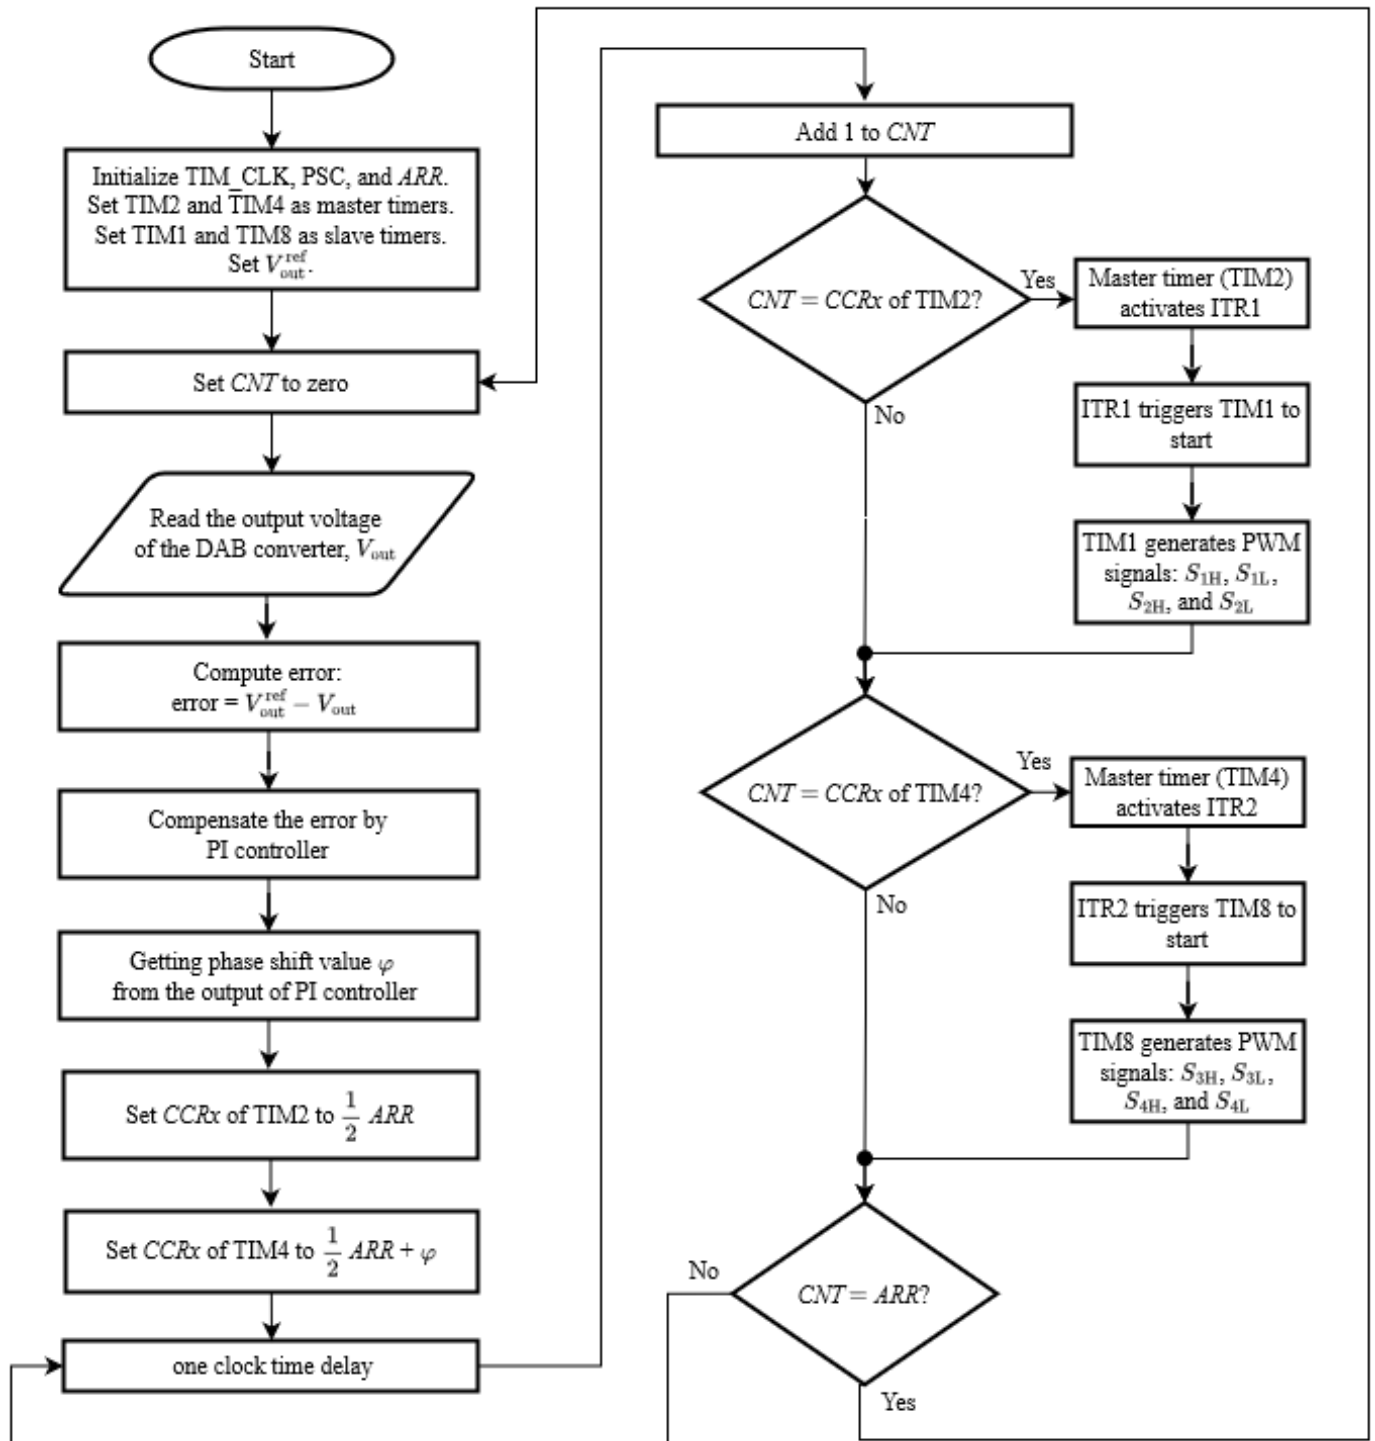 Start
Initialize TIM_CLK, PSC, and ARR.
Set TIM2 and TIM4 as master timers.
Set TIM1 and TIM8 as slave timers.
Set V_out^ref.
Set CNT to zero
Read the output voltage
of the DAB converter, V_out
Compute error:
error = V_out^ref − V_out
Compensate the error by
PI controller
Getting phase shift value φ
from the output of PI controller
Set CCRx of TIM2 to 1/2 ARR
Set CCRx of TIM4 to 1/2 ARR + φ
one clock time delay
Add 1 to CNT
CNT = CCRx of TIM2?
Yes
No
Master timer (TIM2)
activates ITR1
ITR1 triggers TIM1 to
start
TIM1 generates PWM
signals: S_1H, S_1L,
S_2H, and S_2L
CNT = CCRx of TIM4?
Yes
No
Master timer (TIM4)
activates ITR2
ITR2 triggers TIM8 to
start
TIM8 generates PWM
signals: S_3H, S_3L,
S_4H, and S_4L
CNT = ARR?
No
Yes